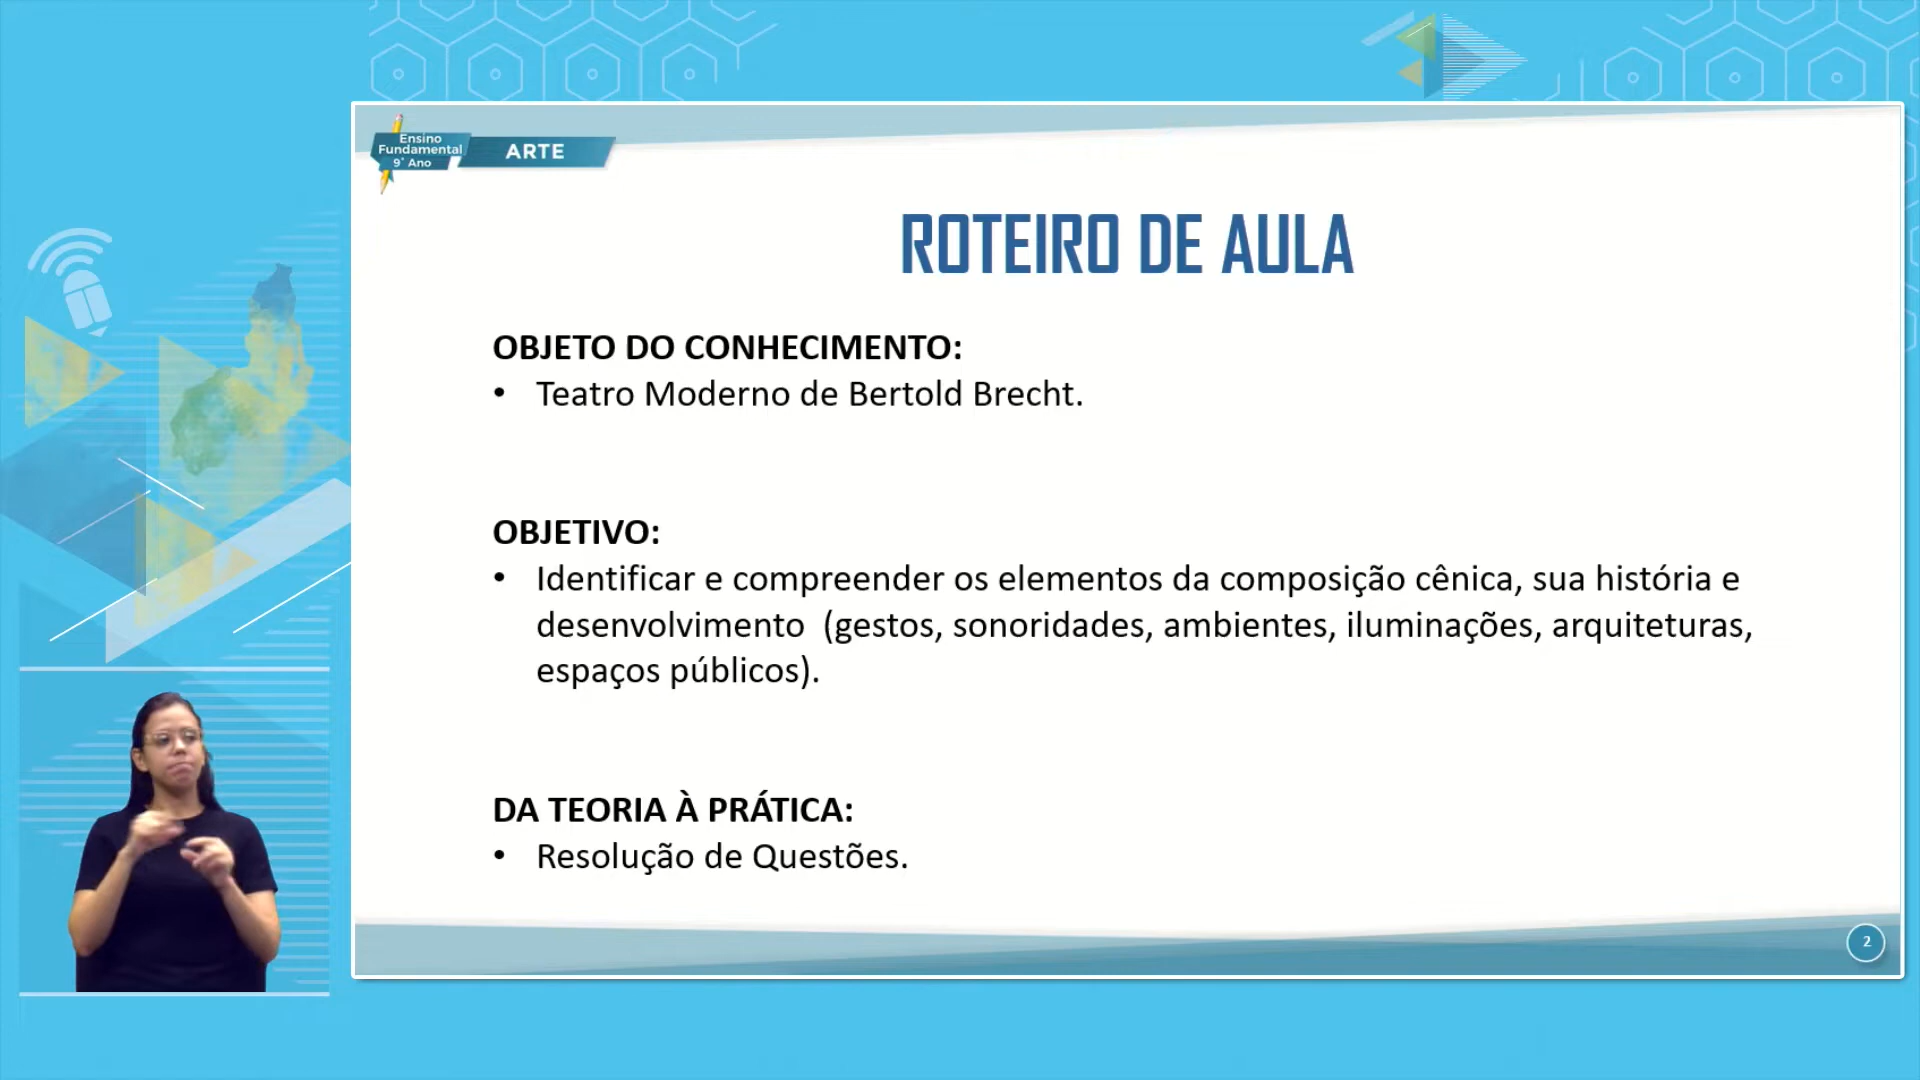 Ensino
Fundamental
9° Ano
ARTE
ROTEIRO DE AULA
OBJETO DO CONHECIMENTO:
• Teatro Moderno de Bertold Brecht.
OBJETIVO:
• Identificar e compreender os elementos da composição cênica, sua história e
desenvolvimento (gestos, sonoridades, ambientes, iluminações, arquiteturas,
espaços públicos).
DA TEORIA À PRÁTICA:
• Resolução de Questões.
2